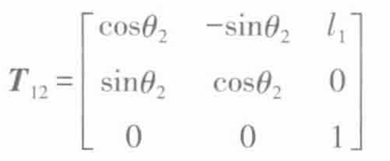 T₁₂ = [ cosθ₂ −sinθ₂ l₁
sinθ₂ cosθ₂ 0
0 0 1 ]